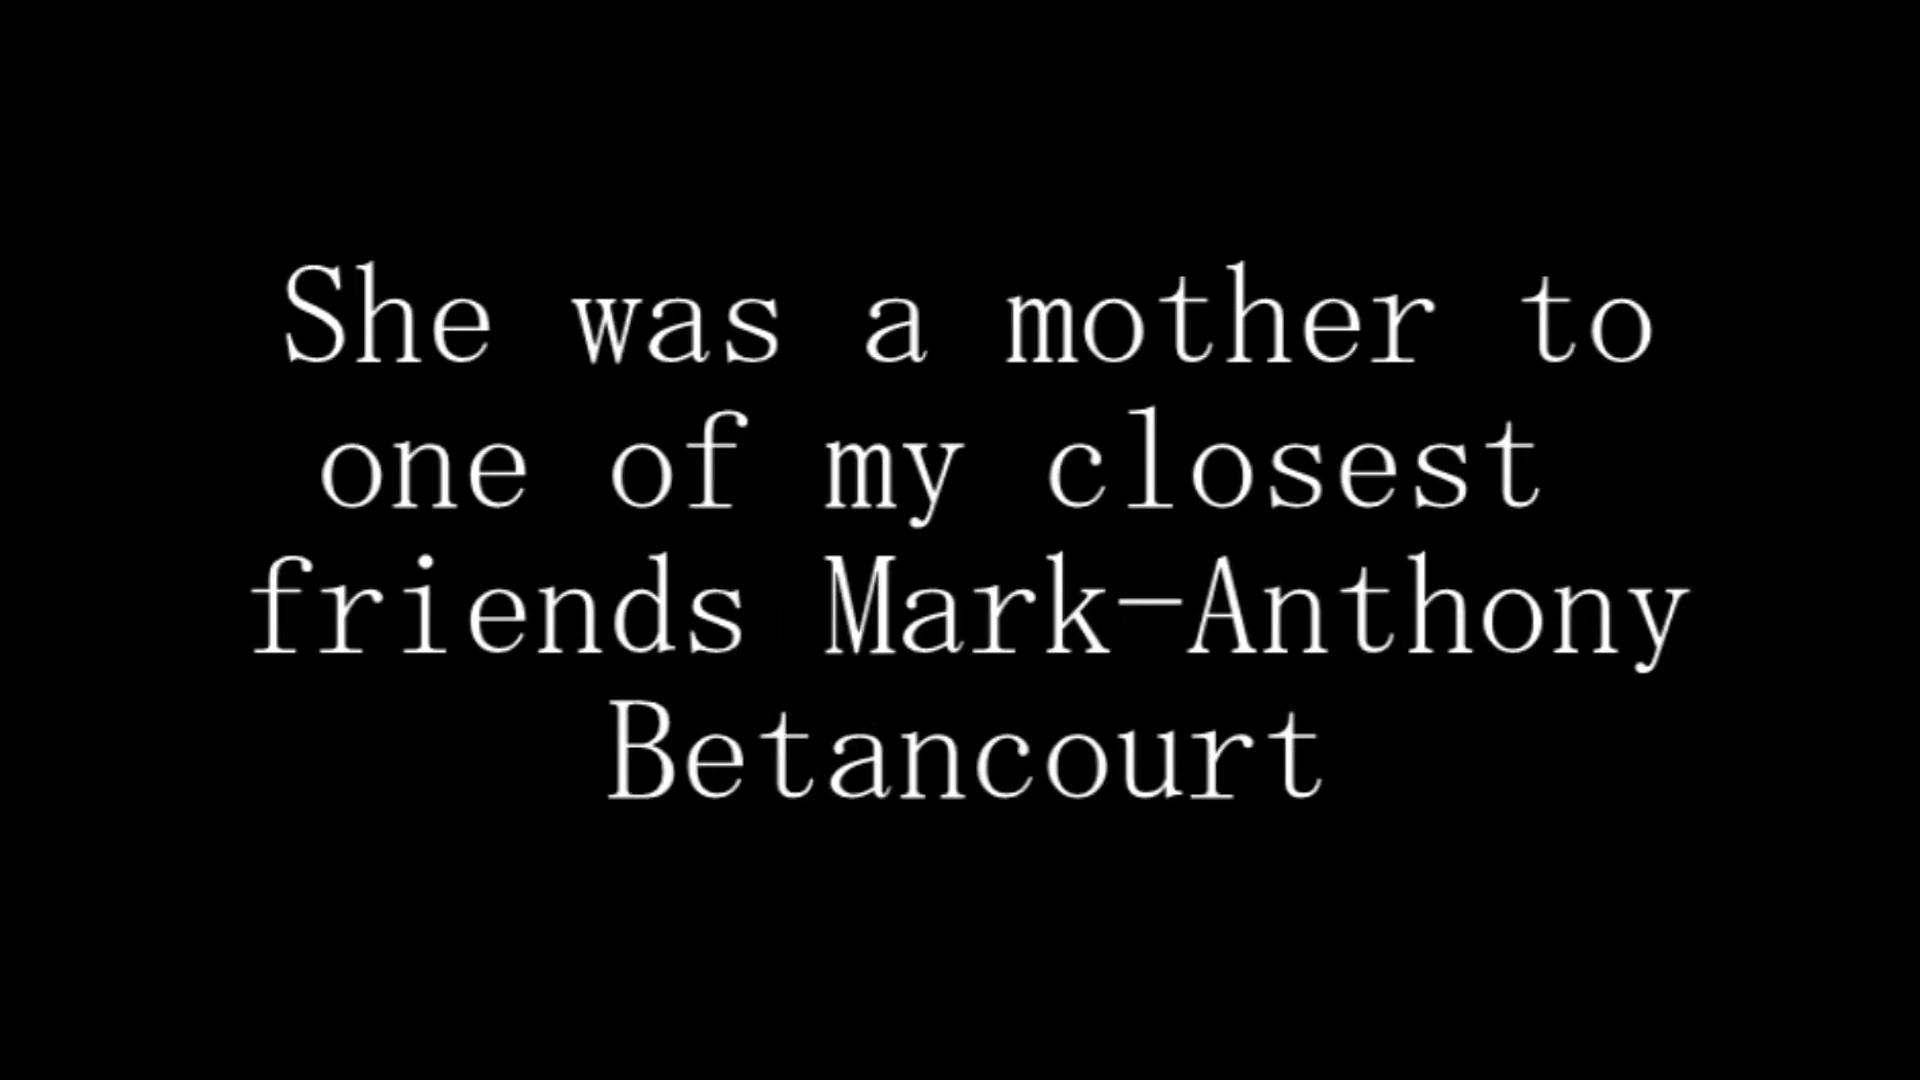 She was a mother to
one of my closest
friends Mark-Anthony
Betancourt